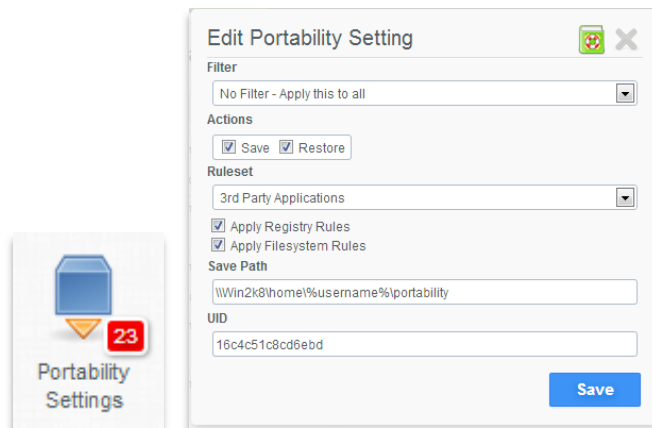 Edit Portability Setting
Filter
No Filter - Apply this to all
Actions
Save Restore
Ruleset
3rd Party Applications
Apply Registry Rules
Apply Filesystem Rules
Save Path
\\Win2k8\home\%username%\portability
UID
16c4c51c8cd6ebd
Save
23
Portability
Settings